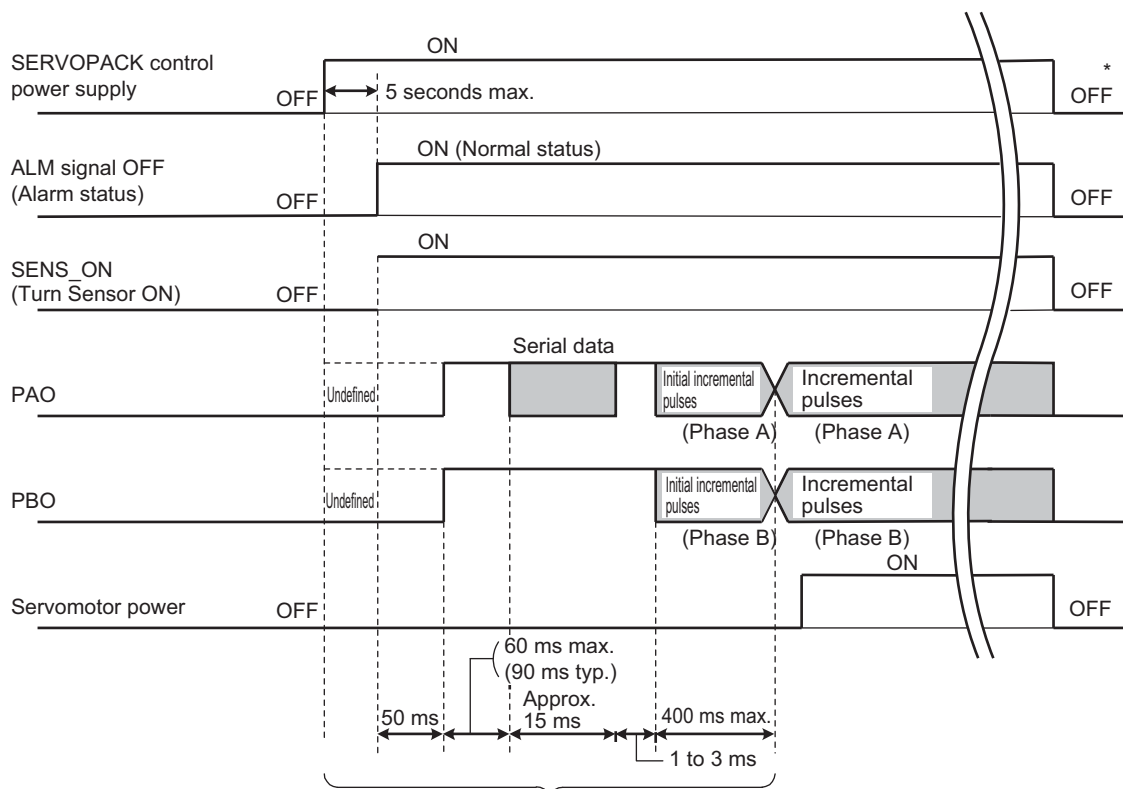 ON
SERVOPACK control
power supply
OFF
5 seconds max.
*
OFF
ALM signal OFF
(Alarm status)
OFF
ON (Normal status)
OFF
ON
SENS_ON
(Turn Sensor ON)
OFF
OFF
Serial data
PAO
Undefined
Initial incremental
pulses
Incremental
pulses
(Phase A)
(Phase A)
PBO
Undefined
Initial incremental
pulses
Incremental
pulses
(Phase B)
(Phase B)
ON
Servomotor power
OFF
OFF
60 ms max.
(90 ms typ.)
50 ms
Approx.
15 ms
400 ms max.
1 to 3 ms